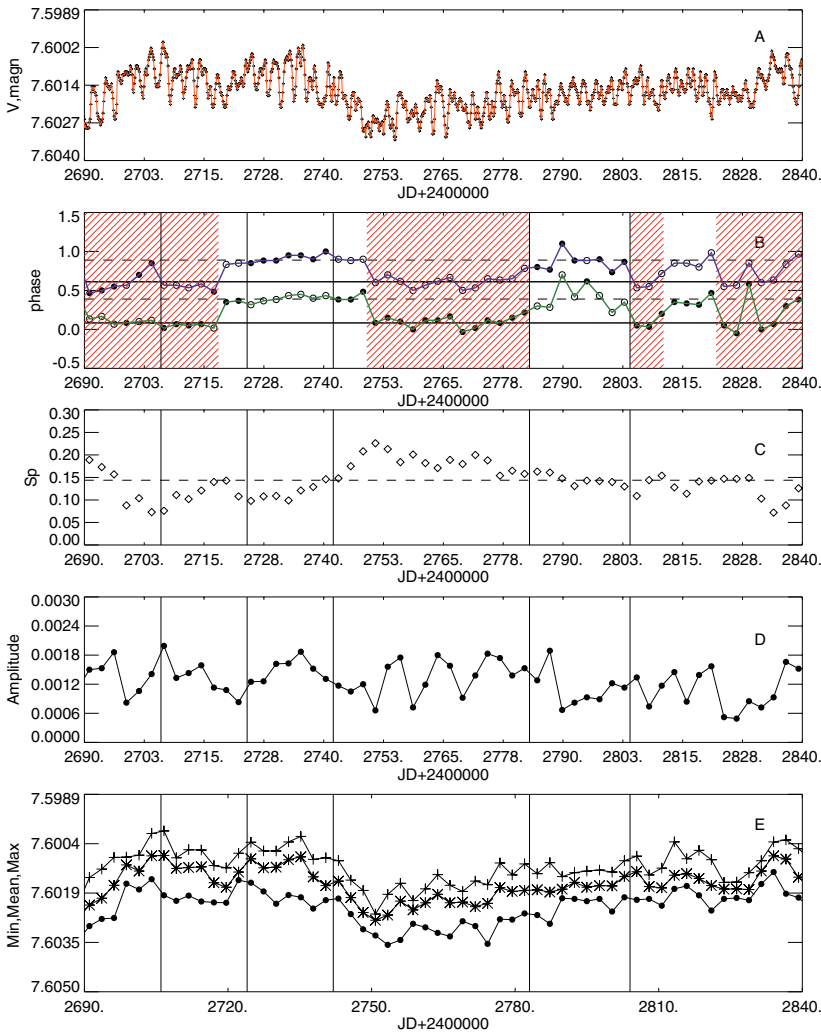 7.5989
7.6002
7.6014
7.6027
7.6040
V,magn
A
2690. 2703. 2715. 2728. 2740. 2753. 2765. 2778. 2790. 2803. 2815. 2828. 2840.
JD+2400000
1.5
1.0
0.5
0.0
-0.5
phase
B
2690. 2703. 2715. 2728. 2740. 2753. 2765. 2778. 2790. 2803. 2815. 2828. 2840.
JD+2400000
0.30
0.25
0.20
0.15
0.10
0.05
0.00
Sp
C
2690. 2703. 2715. 2728. 2740. 2753. 2765. 2778. 2790. 2803. 2815. 2828. 2840.
JD+2400000
0.0030
0.0024
0.0018
0.0012
0.0006
0.0000
Amplitude
D
2690. 2703. 2715. 2728. 2740. 2753. 2765. 2778. 2790. 2803. 2815. 2828. 2840.
JD+2400000
7.5989
7.6004
7.6019
7.6035
7.6050
Min,Mean,Max
E
2690. 2720. 2750. 2780. 2810. 2840.
JD+2400000